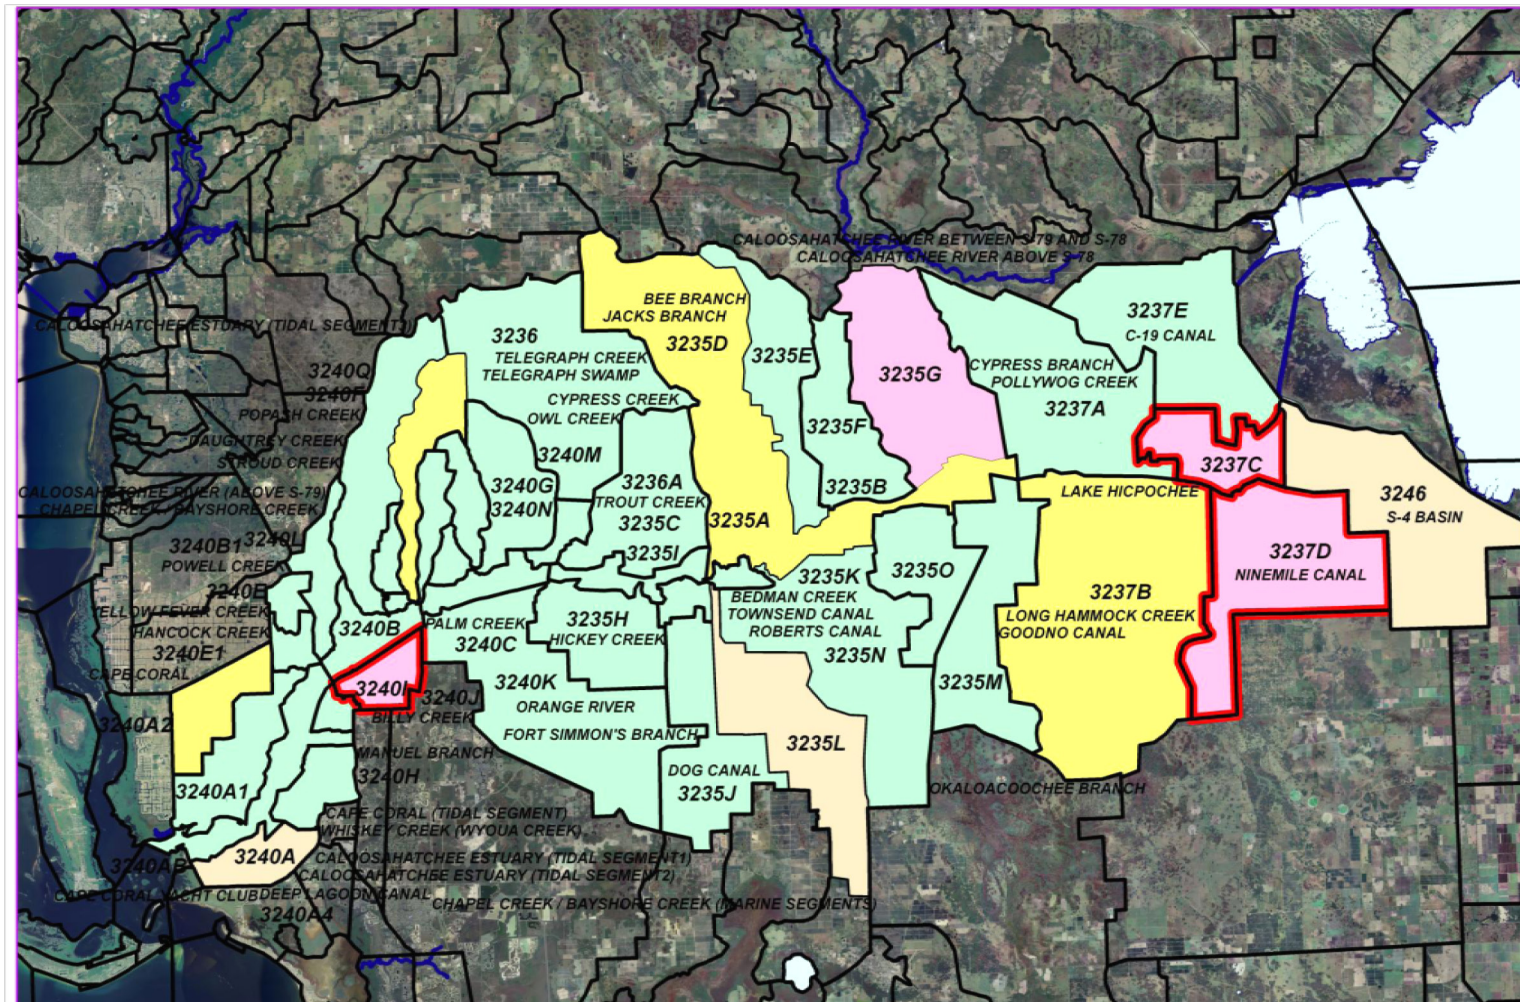 CALOOSAHATCHEE RIVER BETWEEN S-79 AND S-78
CALOOSAHATCHEE RIVER ABOVE S-78
BEE BRANCH
JACKS BRANCH
3237E
C-19 CANAL
CALOOSAHATCHEE ESTUARY (TIDAL SEGMENT3)
3236
TELEGRAPH CREEK
TELEGRAPH SWAMP
3235D
3235E
3235G
CYPRESS BRANCH
POLLYWOG CREEK
3237A
3240Q
3240F
POPASH CREEK
CYPRESS CREEK
OWL CREEK
3235F
DAUGHTREY CREEK
STROUD CREEK
3240M
3237C
3240G
3240N
3236A
TROUT CREEK
3235B
LAKE HICPOCHEE
3246
S-4 BASIN
CALOOSAHATCHEE RIVER (ABOVE S-79)
CHAPEL CREEK / BAYSHORE CREEK
3235C
3235A
3240B1
3240L
3235I
3237D
NINEMILE CANAL
POWELL CREEK
3235K
3235O
3240E
BEDMAN CREEK
3237B
YELLOW FEVER CREEK
TOWNSEND CANAL
LONG HAMMOCK CREEK
HANCOCK CREEK
3240B
PALM CREEK
3235H
HICKEY CREEK
ROBERTS CANAL
GOODNO CANAL
3240E1
3240C
3235N
CAPE CORAL
3240I
3240J
3240K
3235M
BILLY CREEK
ORANGE RIVER
3240A2
FORT SIMMON'S BRANCH
3235L
MANUEL BRANCH
3240H
DOG CANAL
3235J
3240A1
OKALOACOOCHEE BRANCH
CAPE CORAL (TIDAL SEGMENT)
WHISKEY CREEK (WYOUA CREEK)
3240A
CALOOSAHATCHEE ESTUARY (TIDAL SEGMENT1)
3240AB
CALOOSAHATCHEE ESTUARY (TIDAL SEGMENT2)
CAPE CORAL YACHT CLUB
DEEP LAGOON CANAL
CHAPEL CREEK / BAYSHORE CREEK (MARINE SEGMENTS)
3240A4